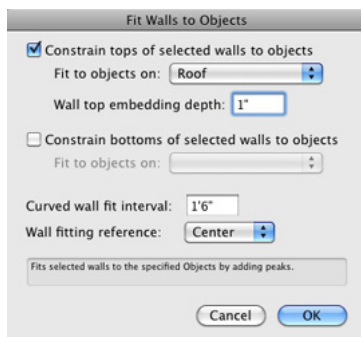 Fit Walls to Objects
Constrain tops of selected walls to objects
Fit to objects on: Roof
Wall top embedding depth: 1"
Constrain bottoms of selected walls to objects
Fit to objects on:
Curved wall fit interval: 1'6"
Wall fitting reference: Center
Fits selected walls to the specified Objects by adding peaks.
Cancel OK